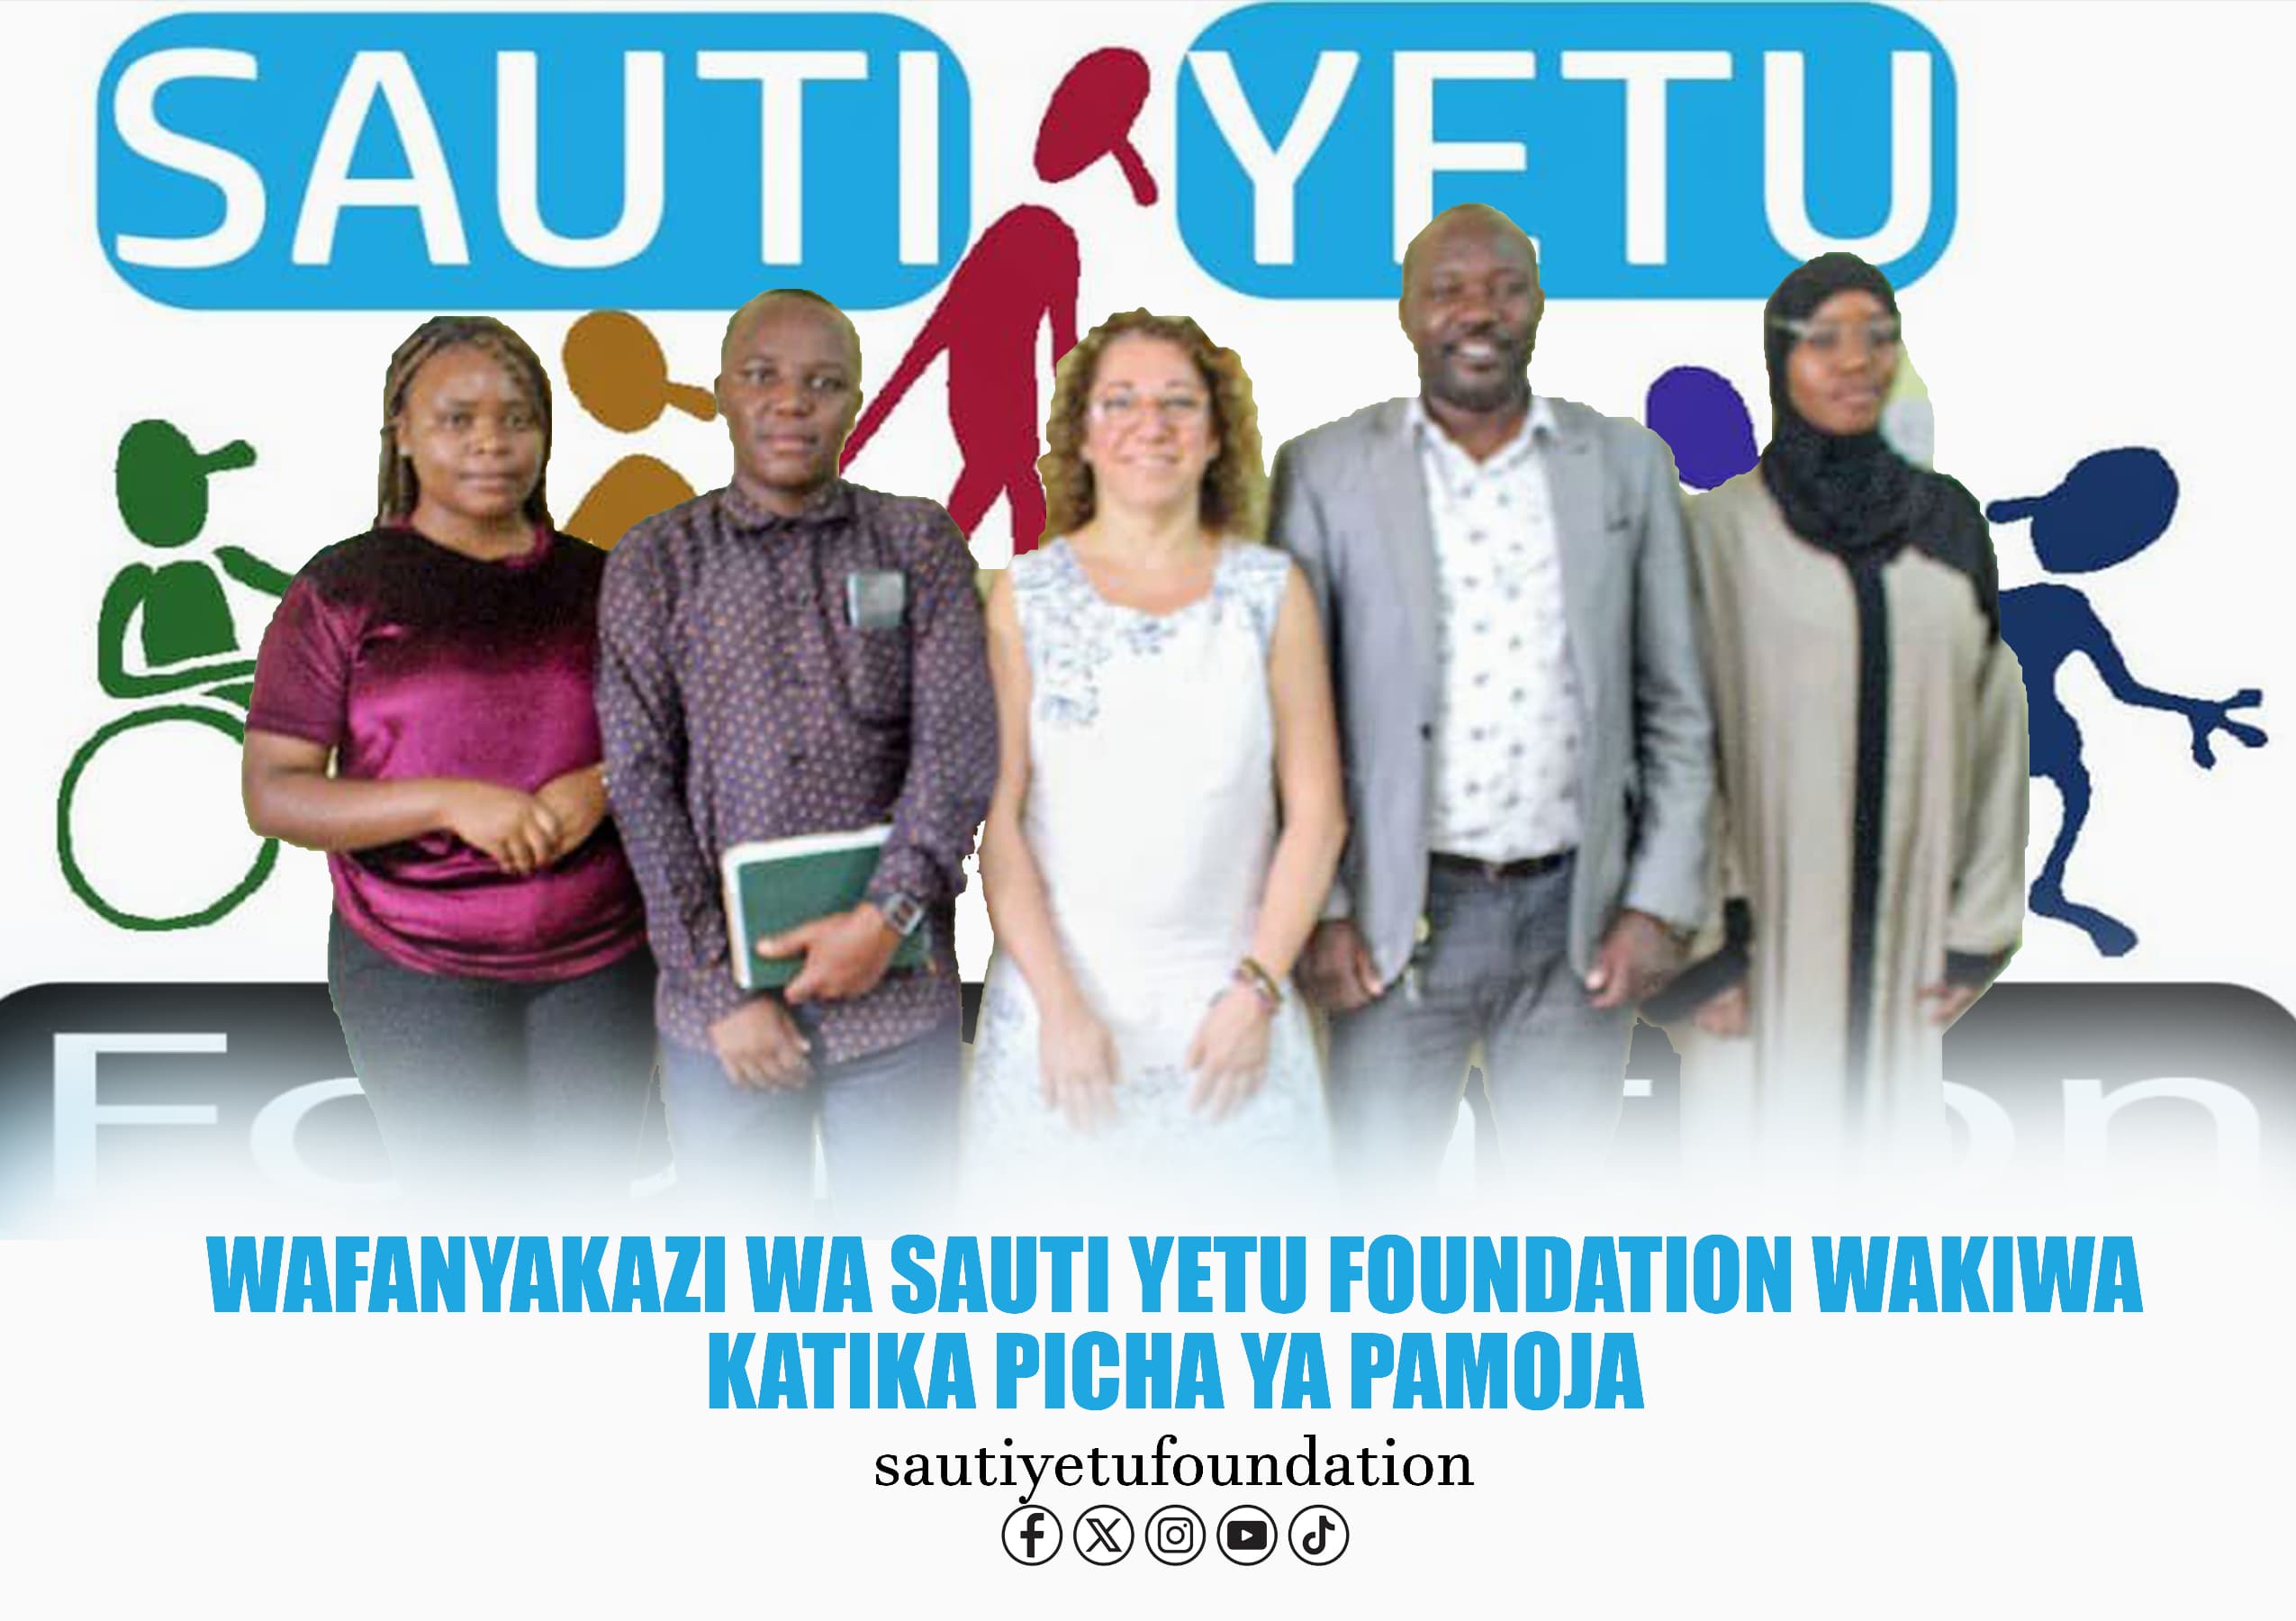 SAUTI YETU
WAFANYAKAZI WA SAUTI YETU FOUNDATION WAKIWA
KATIKA PICHA YA PAMOJA
sautiyetufoundation